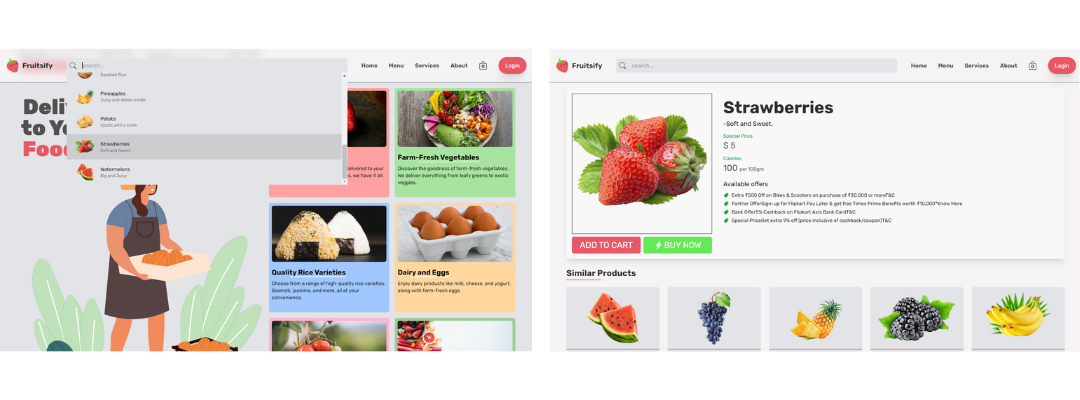 Fruitsify
Search...
Home
Menu
Services
About
Login
Pineapples
Juicy and Yellow inside
Potato
Spuds with a smile
Strawberries
Soft and Sweet.
Watermelons
Big and Daisy
Deli
to Yo
Foo
delivered to your
s, we have it all.
Farm-Fresh Vegetables
Discover the goodness of farm-fresh vegetables.
We deliver everything from leafy greens to exotic
veggies.
Quality Rice Varieties
Choose from a range of high-quality rice varieties.
Basmati, jasmine, and more, all at your
convenience.
Dairy and Eggs
Enjoy dairy products like milk, cheese, and yogurt,
along with farm-fresh eggs.
Fruitsify
search...
Home
Menu
Services
About
Login
Strawberries
-Soft and Sweet.
Special Price
$ 5
Calories
100 per 100gm
Available offers
Extra ₹500 Off on Bikes & Scooters on purchase of ₹30,000 or moreT&C
Partner OfferSign-up for Flipkart Pay Later & get free Times Prime Benefits worth ₹10,000*Know More
Bank Offer5% Cashback on Flipkart Axis Bank CardT&C
Special PriceGet extra 9% off (price inclusive of cashback/coupon)T&C
ADD TO CART
BUY NOW
Similar Products